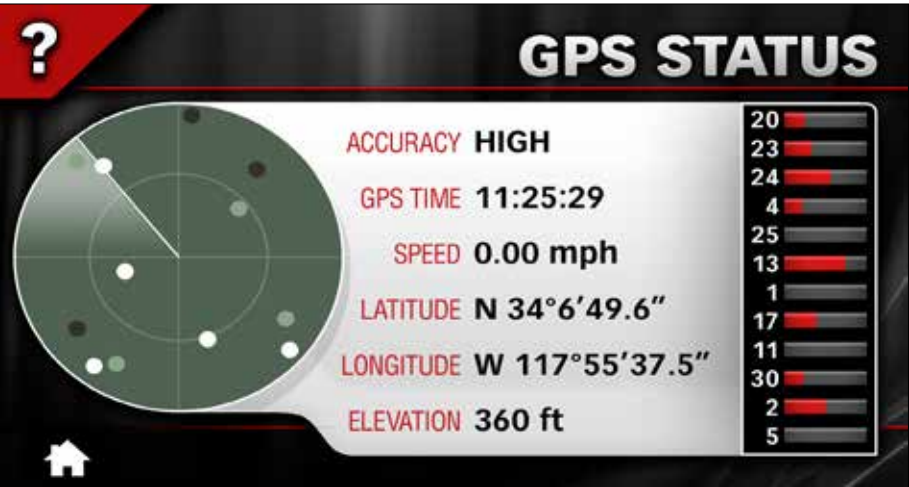 ?
GPS STATUS
ACCURACY HIGH
GPS TIME 11:25:29
SPEED 0.00 mph
LATITUDE N 34°6′49.6″
LONGITUDE W 117°55′37.5″
ELEVATION 360 ft
20
23
24
4
25
13
1
17
11
30
2
5